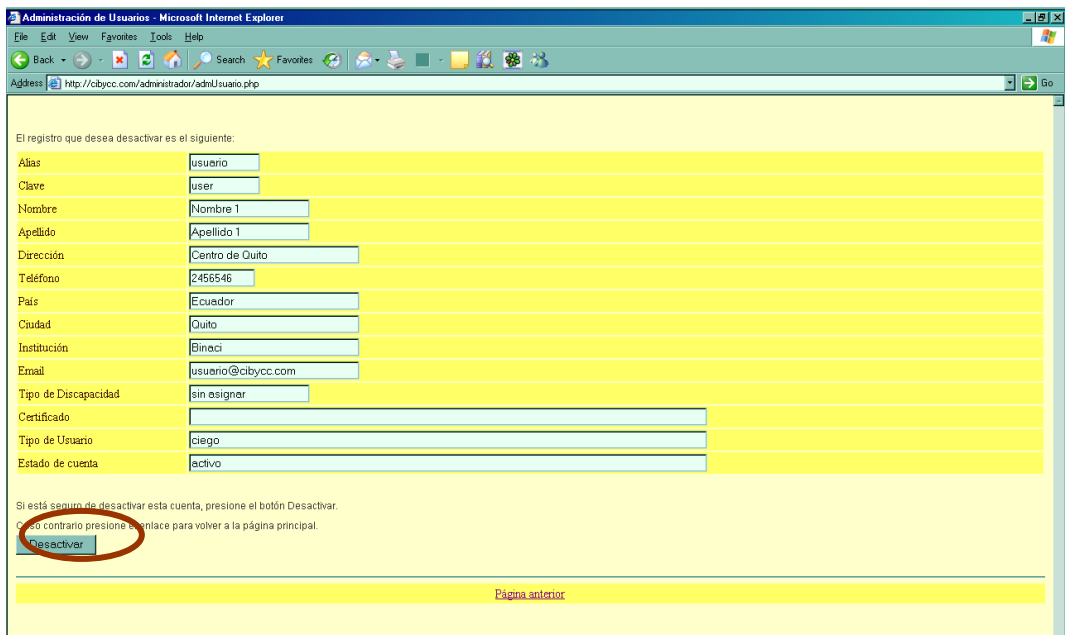 Administración de Usuarios - Microsoft Internet Explorer
File Edit View Favorites Tools Help
Back Search Favorites
Address http://cibycc.com/administrador/admUsuario.php Go
El registro que desea desactivar es el siguiente:
Alias usuario
Clave user
Nombre Nombre 1
Apellido Apellido 1
Dirección Centro de Quito
Teléfono 2456546
País Ecuador
Ciudad Quito
Institución Binaci
Email usuario@cibycc.com
Tipo de Discapacidad sin asignar
Certificado
Tipo de Usuario ciego
Estado de cuenta activo
Si está seguro de desactivar esta cuenta, presione el botón Desactivar.
Caso contrario presione el enlace para volver a la página principal.
Desactivar
Página anterior